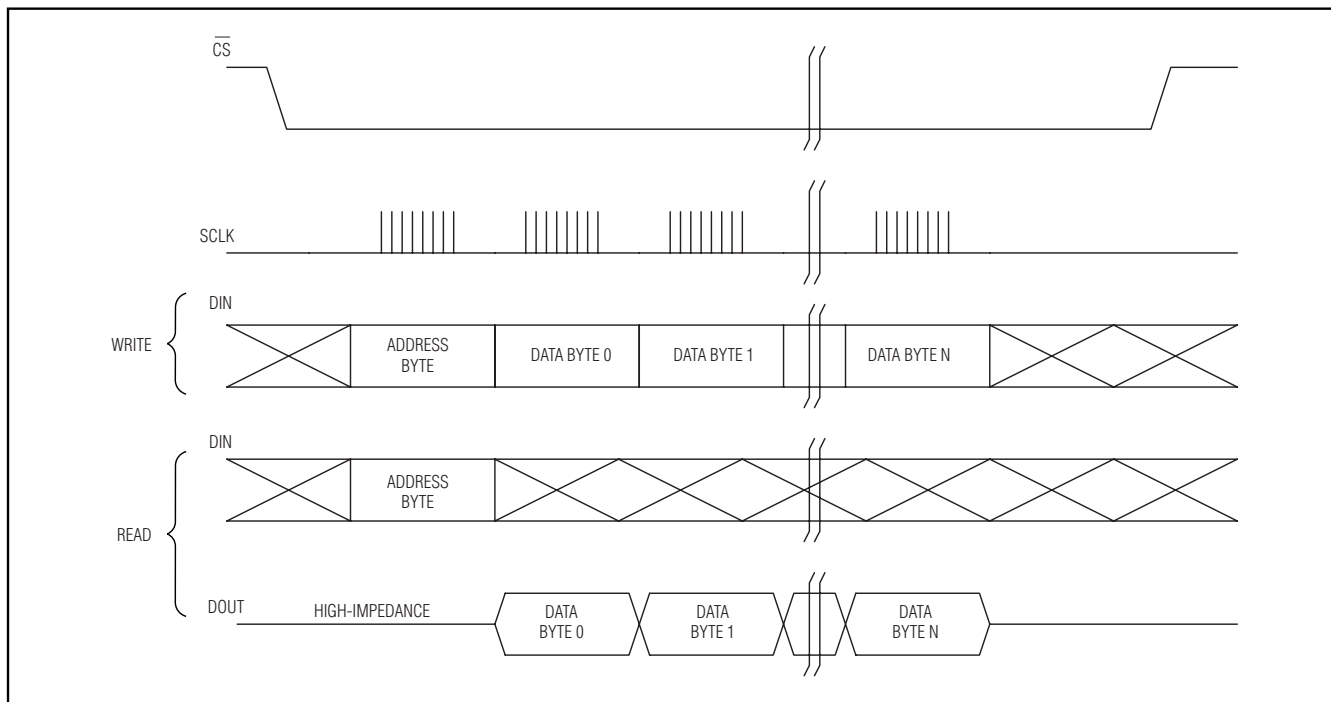 CS
SCLK
DIN
WRITE
ADDRESS
BYTE
DATA BYTE 0
DATA BYTE 1
DATA BYTE N
DIN
READ
ADDRESS
BYTE
DOUT
HIGH-IMPEDANCE
DATA
BYTE 0
DATA
BYTE 1
DATA
BYTE N